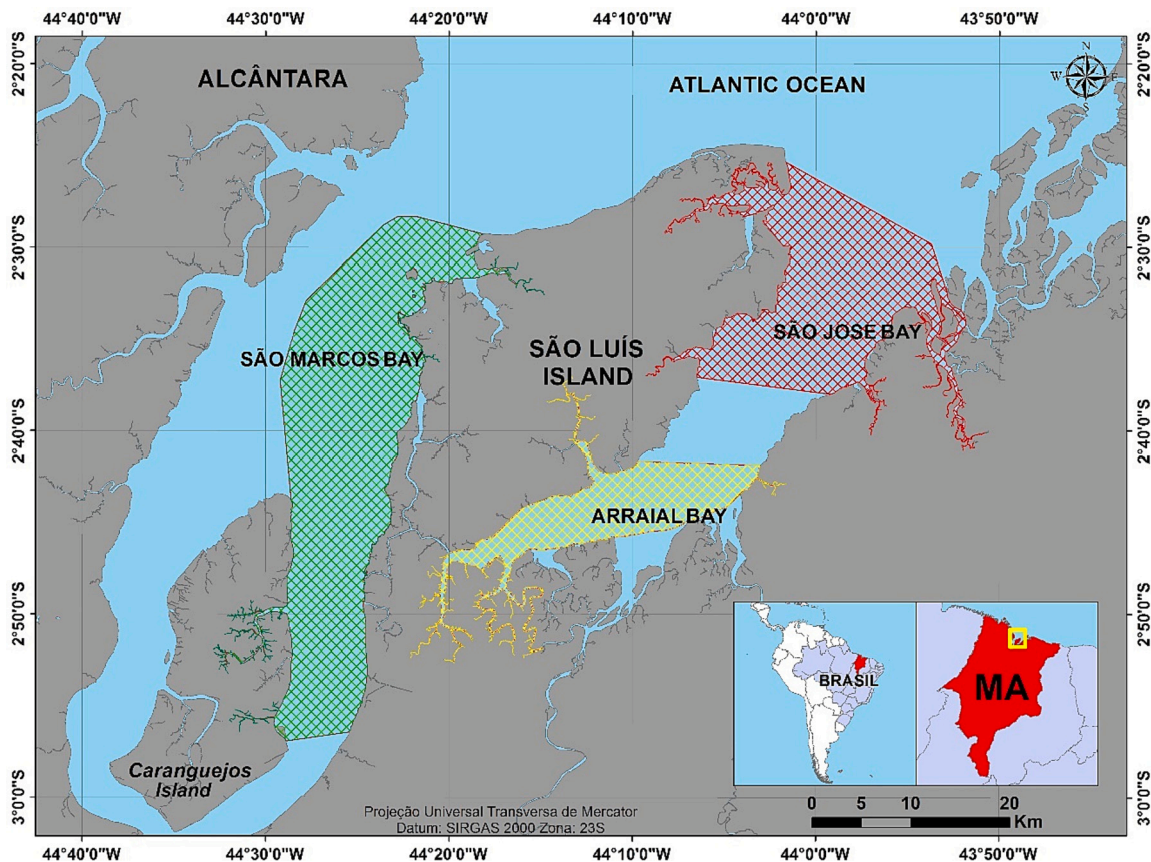 44°40'0"W 44°30'0"W 44°20'0"W 44°10'0"W 44°0'0"W 43°50'0"W
2°20'0"S
2°20'0"S
ALCÂNTARA
ATLANTIC OCEAN
N
W
E
S
2°30'0"S
2°30'0"S
SÃO MARCOS BAY
SÃO LUÍS
ISLAND
SÃO JOSE BAY
2°40'0"S
2°40'0"S
ARRAIAL BAY
2°50'0"S
2°50'0"S
BRASIL
MA
Caranguejos
Island
3°0'0"S
3°0'0"S
Projeção Universal Transversa de Mercator
Datum: SIRGAS 2000 Zona: 23S
0 5 10 20
Km
44°40'0"W 44°30'0"W 44°20'0"W 44°10'0"W 44°0'0"W 43°50'0"W